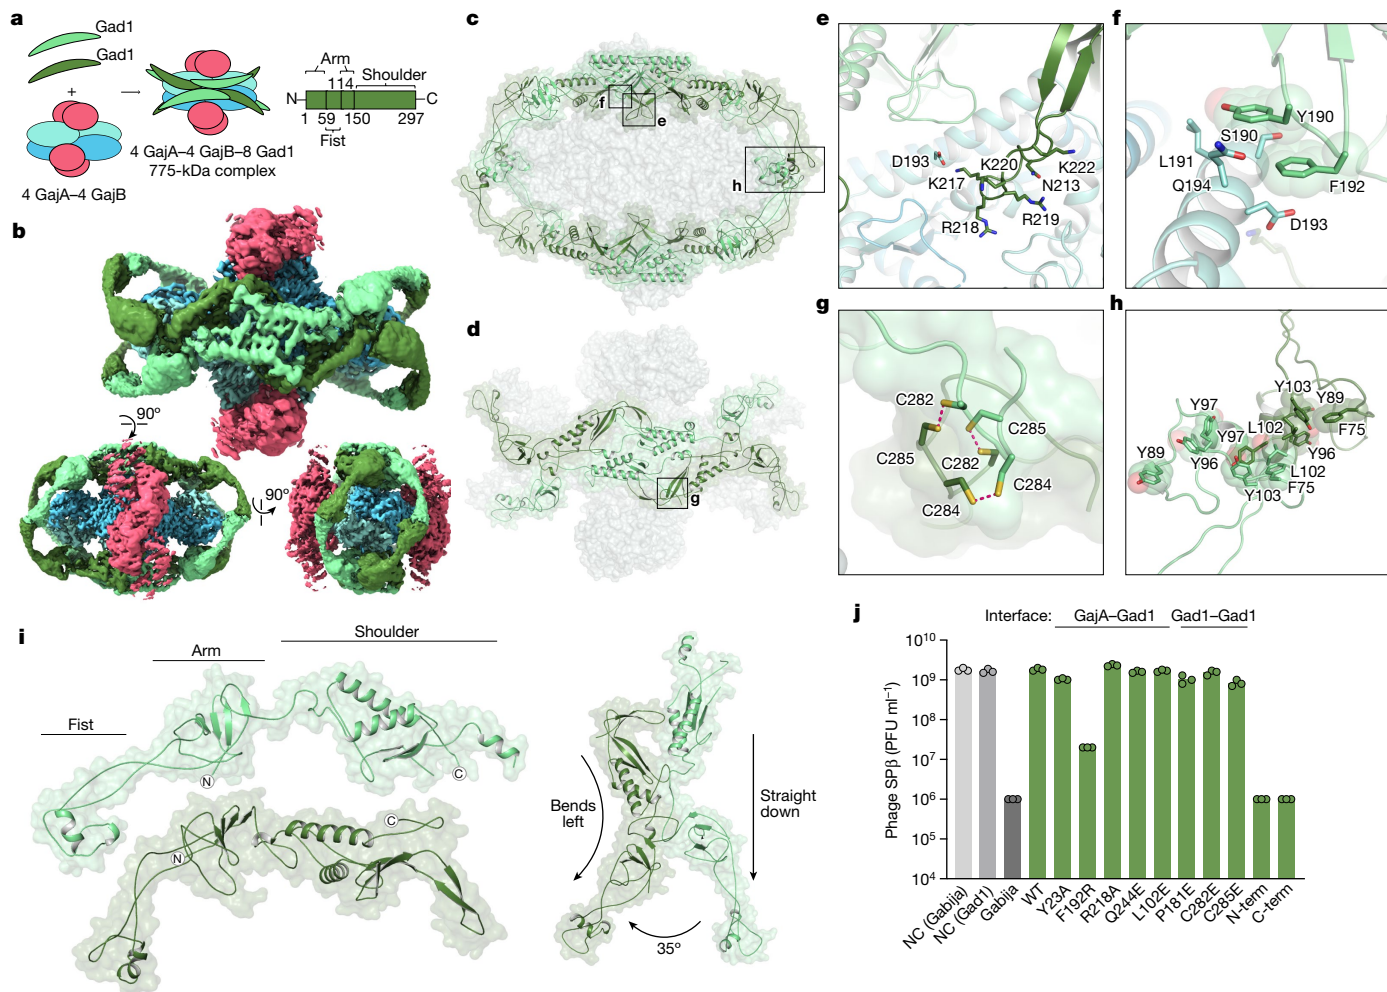 a
Gad1
Gad1
+
4 GajA–4 GajB
4 GajA–4 GajB–8 Gad1
775-kDa complex
Arm
114
Shoulder
N
C
1
59
150
297
Fist
b
90º
90º
c
f
e
h
d
g
e
D193
K220
K222
K217
N213
R218
R219
f
Y190
S190
L191
Q194
F192
D193
g
C282
C285
C285
C282
C284
C284
h
Y103
Y89
Y97
L102
F75
Y97
Y89
Y96
Y96
L102
F75
Y103
i
Shoulder
Arm
Fist
N
C
C
N
Bends
left
Straight
down
35º
j
Interface:
GajA–Gad1
Gad1–Gad1
Phage SPβ (PFU ml⁻¹)
10¹⁰
10⁹
10⁸
10⁷
10⁶
10⁵
10⁴
NC (Gabija)
NC (Gad1)
Gabija
WT
Y23A
F192R
R218A
Q244E
L102E
P181E
C282E
C285E
N-term
C-term